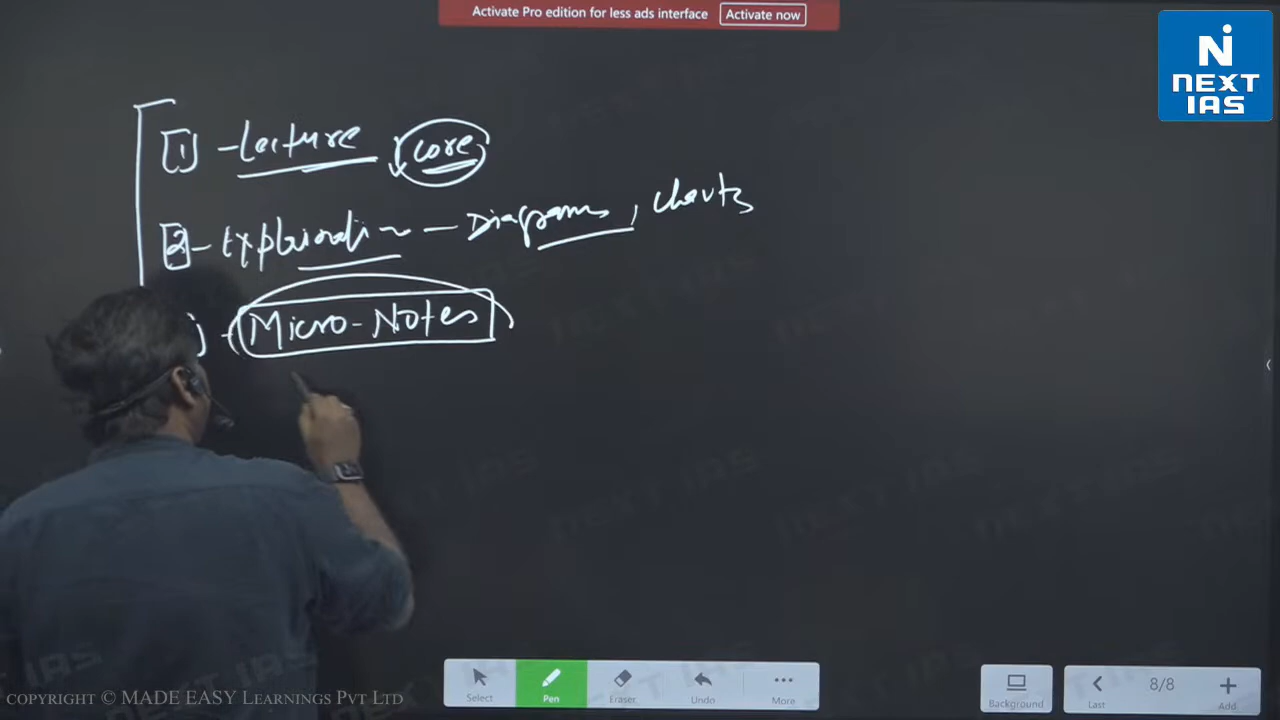 Activate Pro edition for less ads interface Activate now
NEXT IAS
1 - Lecture (core)
2 - Explanation - Diagrams, charts
- Micro-Notes
Select Pen Eraser Undo More
Background
Last 8/8 Add
COPYRIGHT © MADE EASY LEARNINGS PVT LTD